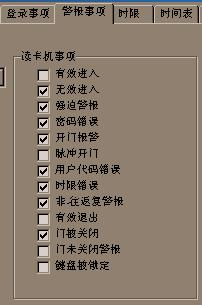 登录事项 警报事项 时限 时间表
读卡机事项
有效进入
无效进入
强迫警报
密码错误
开门报警
脉冲开门
用户代码错误
时限错误
非.往返复警报
有效退出
门被关闭
门未关闭警报
键盘被锁定